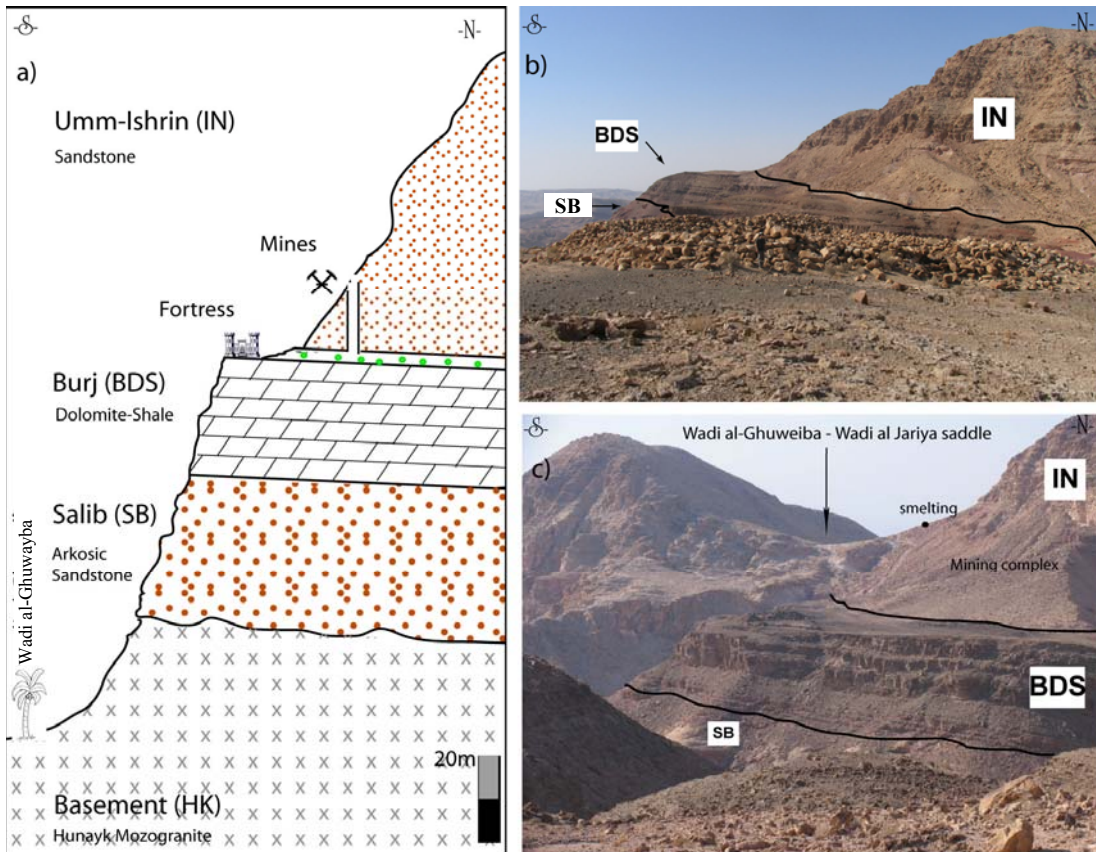 -S-
-N-
a)
Umm-Ishrin (IN)
Sandstone
Mines
Fortress
Burj (BDS)
Dolomite-Shale
Salib (SB)
Arkosic
Sandstone
Wadi al-Ghuwayba
20m
Basement (HK)
Hunayk Mozogranite
-S-
-N-
b)
IN
BDS
SB
-S-
-N-
Wadi al-Ghuweiba - Wadi al Jariya saddle
c)
IN
smelting
Mining complex
BDS
SB